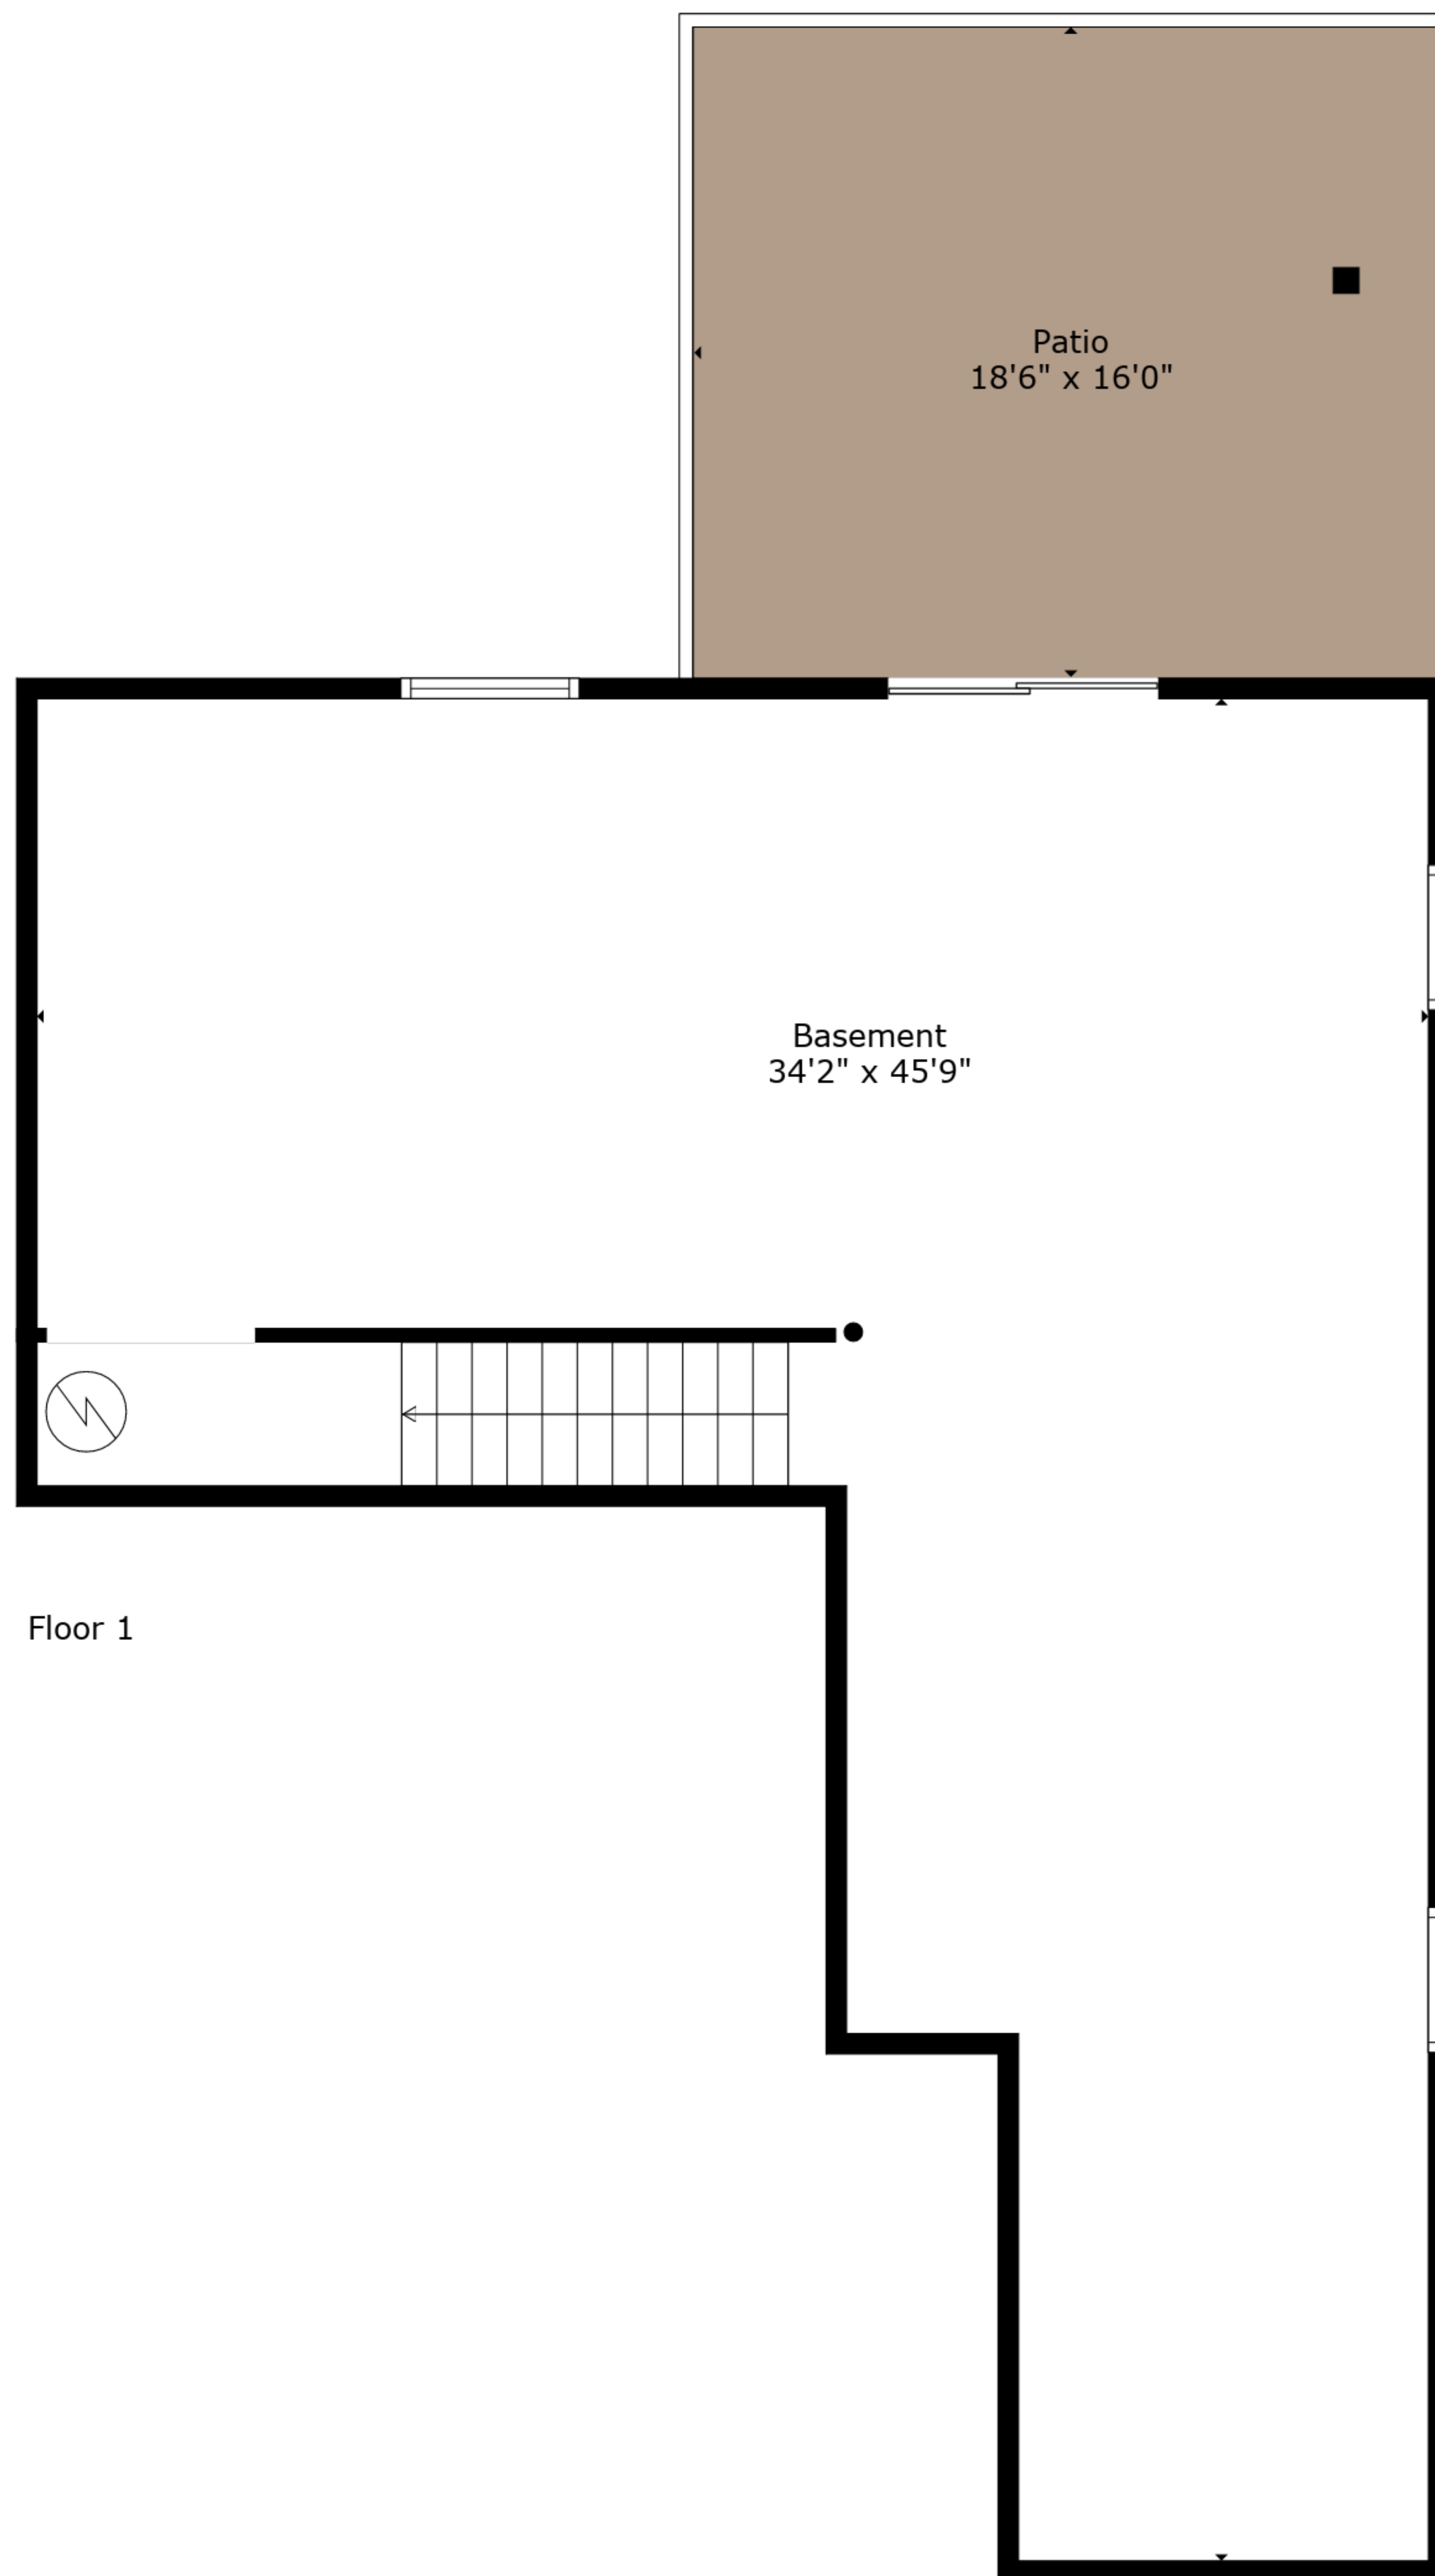 Patio
18'6" x 16'0"
Basement
34'2" x 45'9"
Floor 1